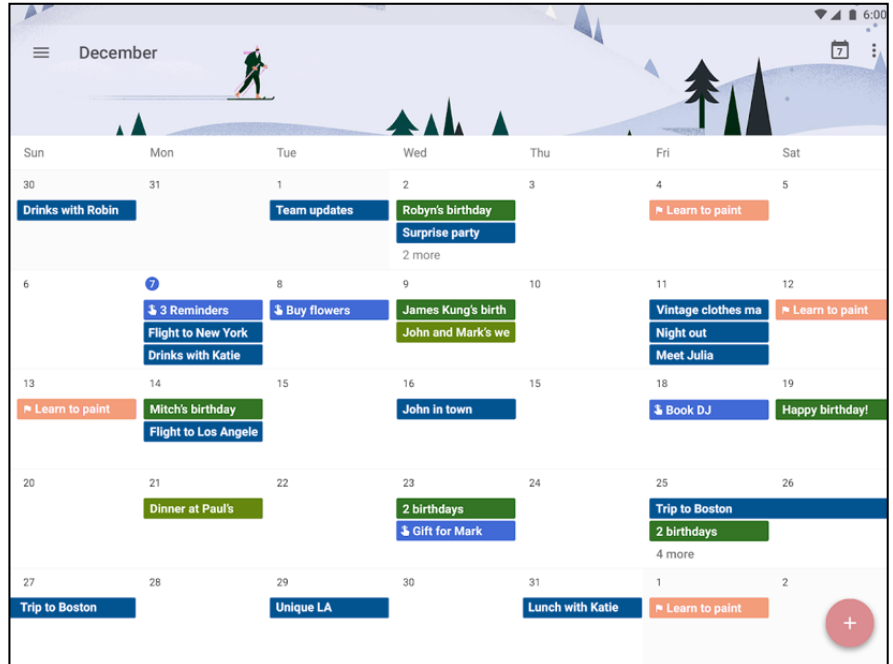 6:00
December
7
Sun Mon Tue Wed Thu Fri Sat
30 31 1 2 3 4 5
Drinks with Robin Team updates Robyn's birthday Learn to paint
Surprise party
2 more
6 7 8 9 10 11 12
3 Reminders Buy flowers James Kung's birth Vintage clothes ma Learn to paint
Flight to New York John and Mark's we Night out
Drinks with Katie Meet Julia
13 14 15 16 15 18 19
Learn to paint Mitch's birthday John in town Book DJ Happy birthday!
Flight to Los Angele
20 21 22 23 24 25 26
Dinner at Paul's 2 birthdays Trip to Boston
Gift for Mark 2 birthdays
4 more
27 28 29 30 31 1 2
Trip to Boston Unique LA Lunch with Katie Learn to paint
+